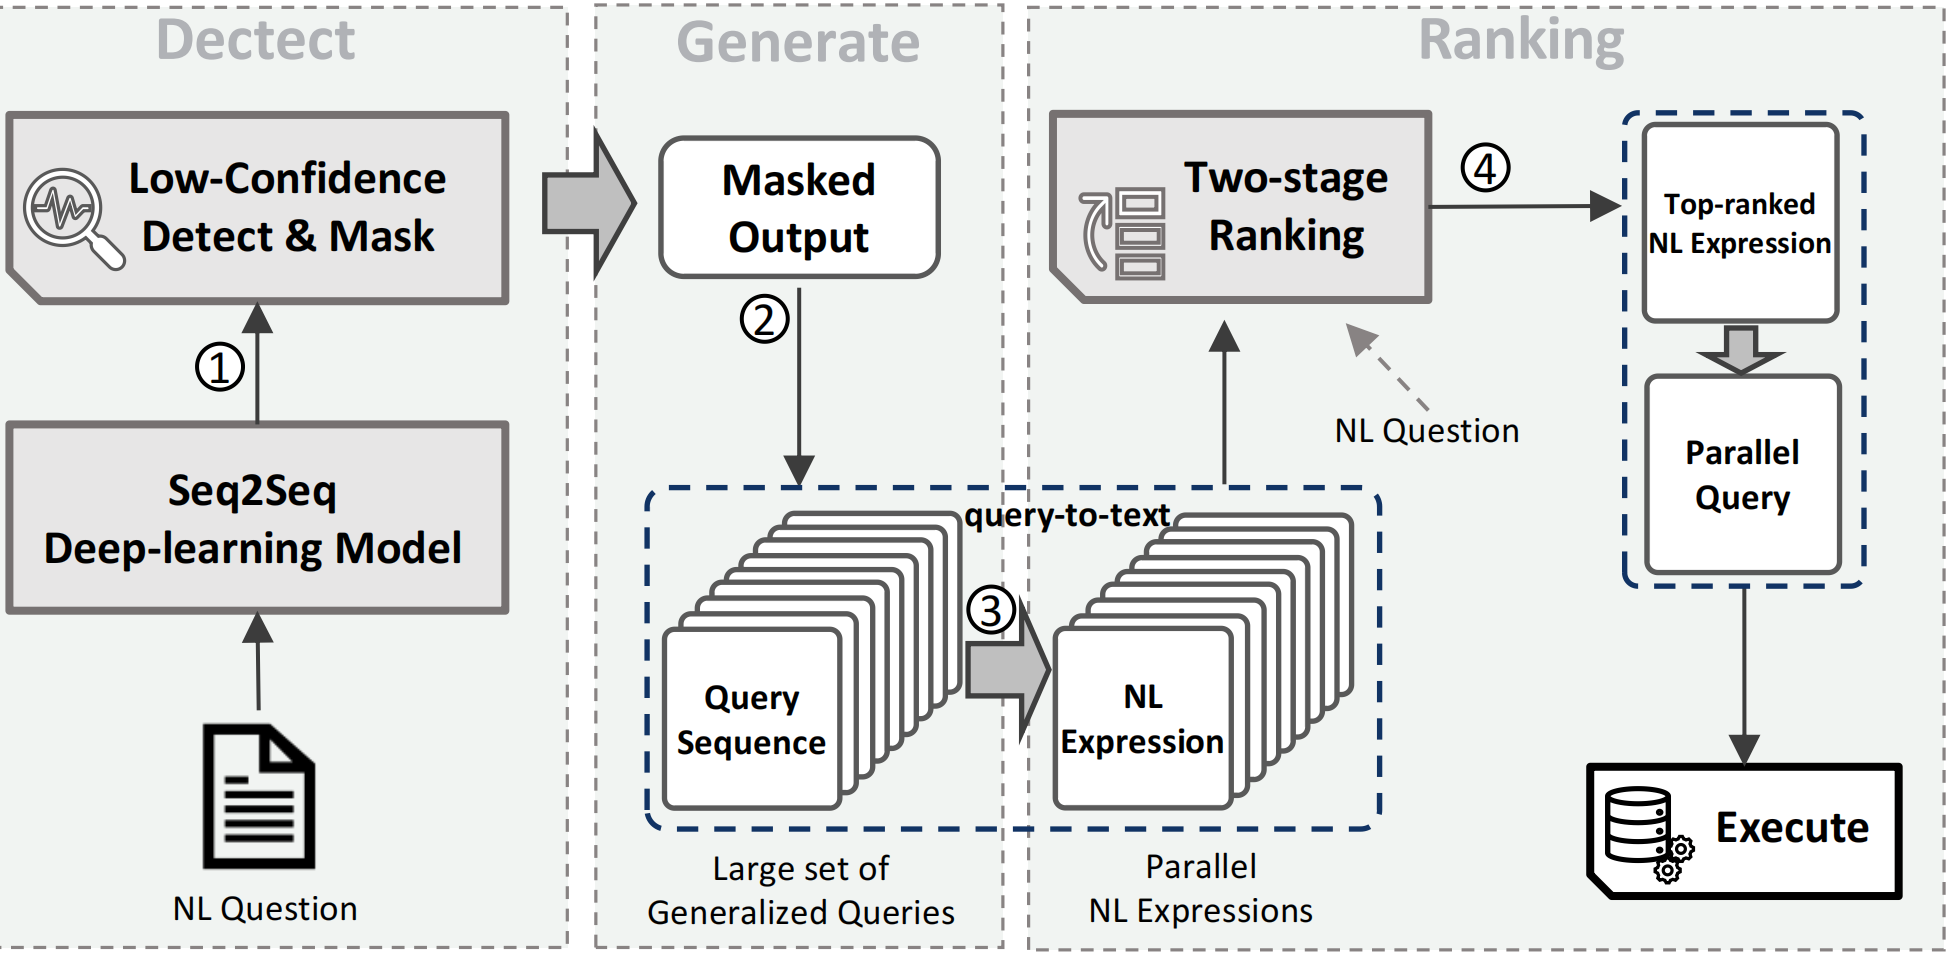 Dectect
Low-Confidence
Detect & Mask
1
Seq2Seq
Deep-learning Model
NL Question
Generate
Masked
Output
2
query-to-text
Query
Sequence
3
NL
Expression
Large set of
Generalized Queries
Parallel
NL Expressions
Ranking
Two-stage
Ranking
NL Question
4
Top-ranked
NL Expression
Parallel
Query
Execute